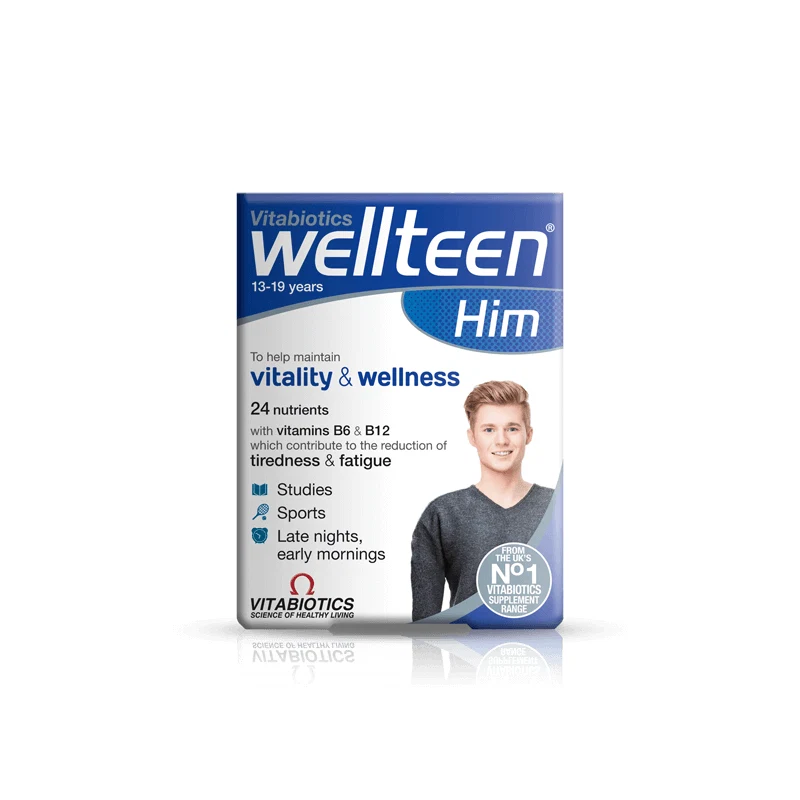 Vitabiotics
wellteen®
13-19 years
Him
To help maintain
vitality & wellness
24 nutrients
with vitamins B6 & B12
which contribute to the reduction of
tiredness & fatigue
Studies
Sports
Late nights,
early mornings
FROM
THE UK'S
Nº1
VITABIOTICS
SUPPLEMENT
RANGE
VITABIOTICS
SCIENCE OF HEALTHY LIVING